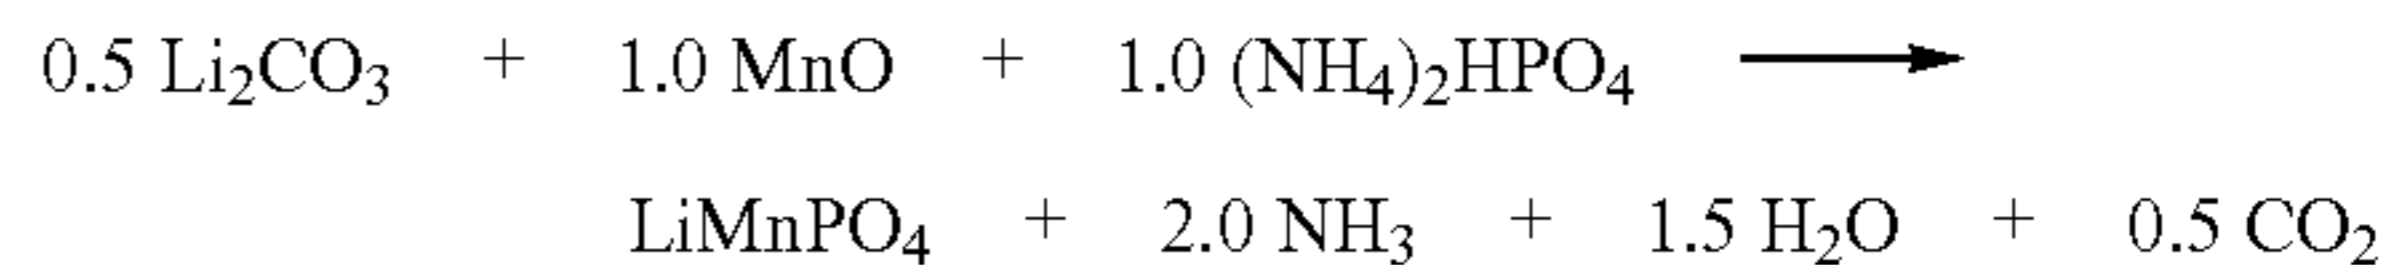 0.5 Li₂CO₃ + 1.0 MnO + 1.0 (NH₄)₂HPO₄ ⟶
LiMnPO₄ + 2.0 NH₃ + 1.5 H₂O + 0.5 CO₂